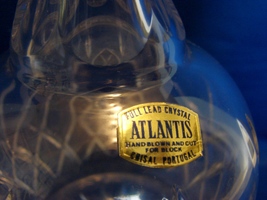 FULL LEAD CRYSTAL
ATLANTIS
HAND BLOWN AND CUT
FOR BLOCK
CRISAL PORTUGAL